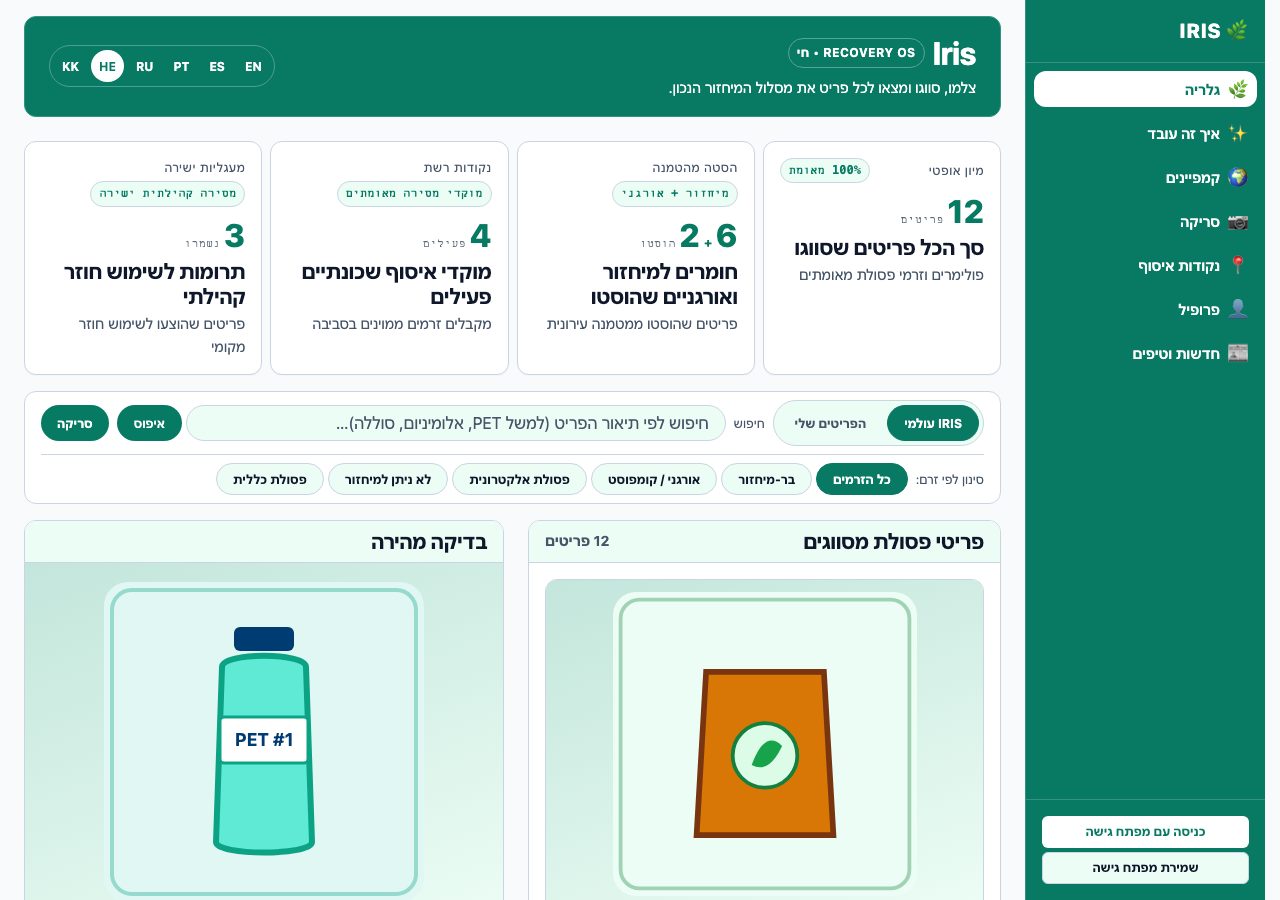 IRIS
גלריה
איך זה עובד
קמפיינים
סריקה
נקודות איסוף
פרופיל
חדשות וטיפים
כניסה עם מפתח גישה
שמירת מפתח גישה
Iris
RECOVERY OS • חי
צלמו, סווגו ומצאו לכל פריט את מסלול המיחזור הנכון.
EN ES PT RU HE KK
מיון אופטי
100% מאומת
12 פריטים
סך הכל פריטים שסווגו
פולימרים וזרמי פסולת מאומתים
הסטה מהטמנה
מיחזור + אורגני
6 + 2 הוסטו
חומרים למיחזור
ואורגניים שהוסטו
פריטים שהוסטו ממטמנה עירונית
נקודות רשת
מוקדי מסירה מאומתים
4 פעילים
מוקדי איסוף שכונתיים
פעילים
מקבלים זרמים ממוינים בסביבה
מעגליות ישירה
מסירה קהילתית ישירה
3 נשמרו
תרומות לשימוש חוזר
קהילתי
פריטים שהוצעו לשימוש חוזר
מקומי
IRIS עולמי
הפריטים שלי
חיפוש
חיפוש לפי תיאור הפריט (למשל PET, אלומיניום, סוללה)...
איפוס
סריקה
סינון לפי זרם:
כל הזרמים
בר-מיחזור
אורגני / קומפוסט
פסולת אלקטרונית
לא ניתן למיחזור
פסולת כללית
פריטי פסולת מסווגים
12 פריטים
בדיקה מהירה
PET #1